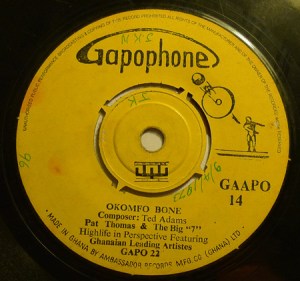 Gapophone
GAAPO
14
OKOMFO BONE
Composer: Ted Adams
Pat Thomas & The Big "7"
Highlife in Perspective Featuring
Ghanaian Leading Artistes
GAPO 22
MADE IN GHANA BY AMBASSADOR RECORDS MFG.CO (GHANA) LTD